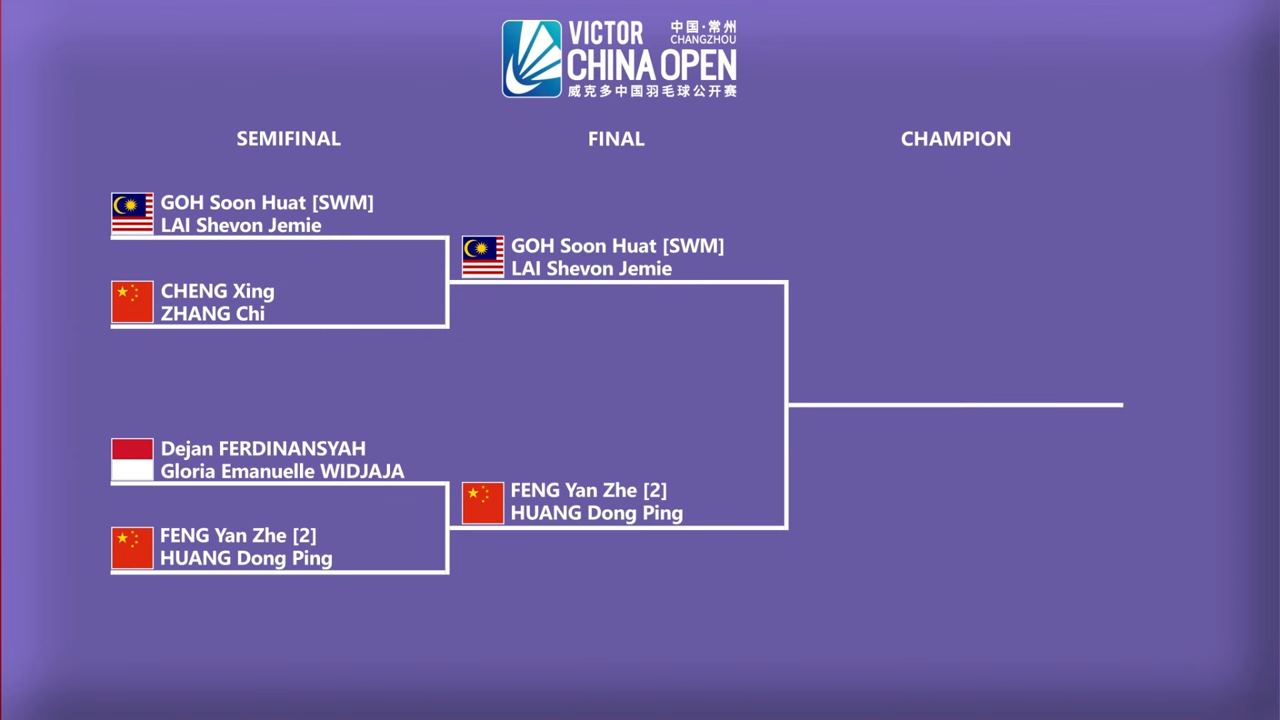 VICTOR 中国·常州
CHANGZHOU
CHINA OPEN
威克多中国羽毛球公开赛
SEMIFINAL FINAL CHAMPION
GOH Soon Huat [SWM]
LAI Shevon Jemie
GOH Soon Huat [SWM]
LAI Shevon Jemie
CHENG Xing
ZHANG Chi
Dejan FERDINANSYAH
Gloria Emanuelle WIDJAJA
FENG Yan Zhe [2]
HUANG Dong Ping
FENG Yan Zhe [2]
HUANG Dong Ping